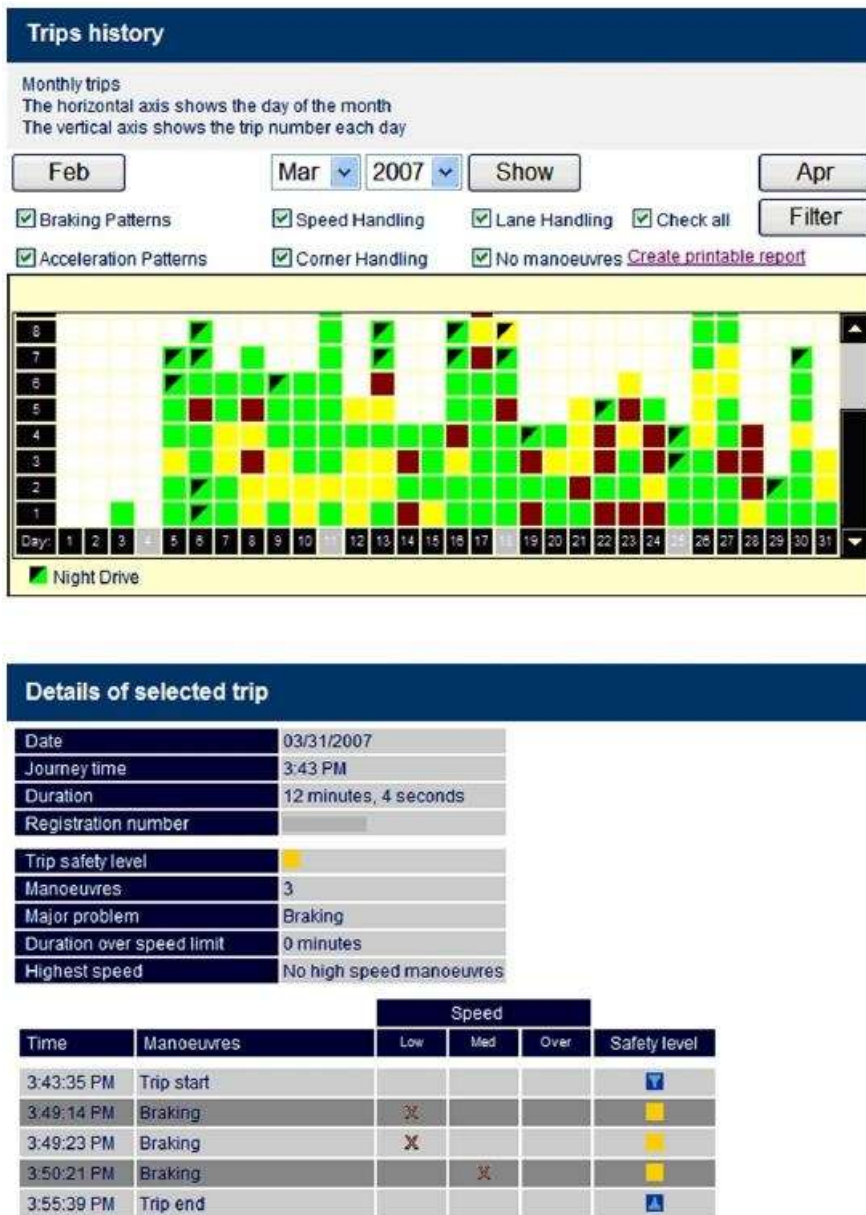 Trips history
Monthly trips
The horizontal axis shows the day of the month
The vertical axis shows the trip number each day
Feb Mar 2007 Show Apr
Braking Patterns Speed Handling Lane Handling Check all Filter
Acceleration Patterns Corner Handling No manoeuvres Create printable report
8
7
6
5
4
3
2
1
Day: 1 2 3 4 5 6 7 8 9 10 11 12 13 14 15 16 17 18 19 20 21 22 23 24 25 26 27 28 29 30 31
Night Drive
Details of selected trip
Date 03/31/2007
Journey time 3:43 PM
Duration 12 minutes, 4 seconds
Registration number
Trip safety level
Manoeuvres 3
Major problem Braking
Duration over speed limit 0 minutes
Highest speed No high speed manoeuvres
Speed
Time Manoeuvres Low Med Over Safety level
3:43:35 PM Trip start
3:49:14 PM Braking X
3:49:23 PM Braking X
3:50:21 PM Braking X
3:55:39 PM Trip end